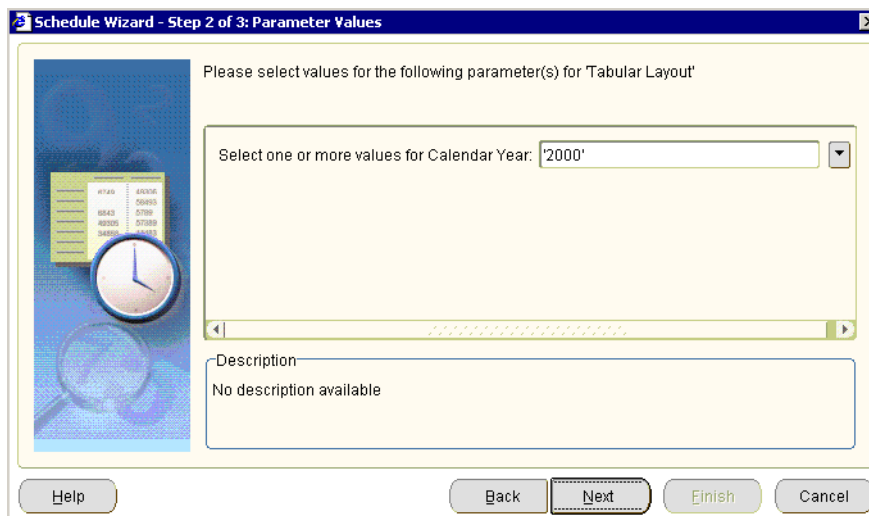 Schedule Wizard - Step 2 of 3: Parameter Values
Please select values for the following parameter(s) for 'Tabular Layout'
Select one or more values for Calendar Year: '2000'
Description
No description available
Help
Back
Next
Finish
Cancel